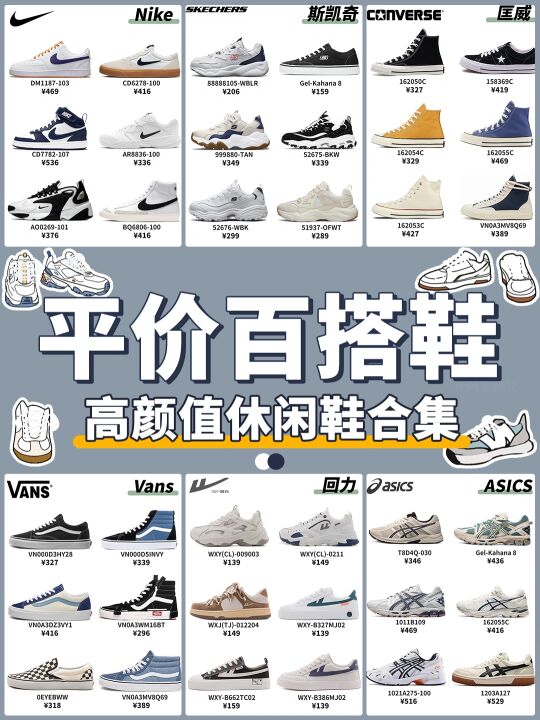 Nike
DM1187-103
¥469
CD6278-100
¥416
CD7782-107
¥536
AR8836-100
¥336
AO0269-101
¥376
BQ6806-100
¥416
SKECHERS
斯凯奇
88888105-WBLR
¥206
Gel-Kahana 8
¥159
999880-TAN
¥349
52675-BKW
¥339
52676-WBK
¥299
51937-OFWT
¥289
CONVERSE
匡威
162050C
¥327
158369C
¥419
162054C
¥329
162055C
¥469
162053C
¥427
VN0A3MV8Q69
¥389
平价百搭鞋
高颜值休闲鞋合集
VANS
Vans
VN000D3HY28
¥327
VN000D5INVY
¥339
VN0A3DZ3VY1
¥416
VN0A3WM16BT
¥296
0EYEBWW
¥318
VN0A3MV8Q69
¥389
回力
WXY(CL)-009003
¥139
WXY(CL)-0211
¥149
WXJ(TJ)-012204
¥149
WXY-B327MJ02
¥139
WXY-B662TC02
¥159
WXY-B386MJ02
¥139
asics
ASICS
T8D4Q-030
¥346
Gel-Kahana 8
¥436
1011B109
¥469
162055C
¥416
1021A275-100
¥516
1203A127
¥529